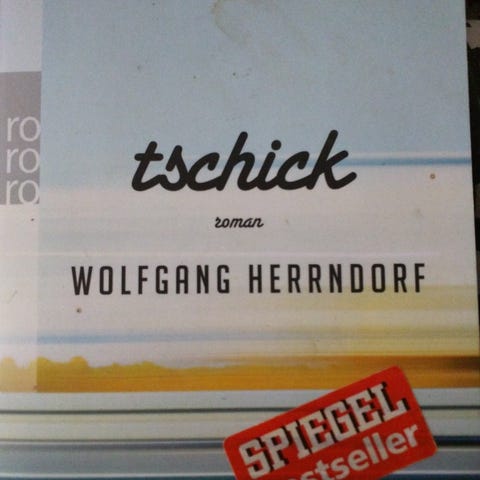 ro
ro
ro
tschick
roman
WOLFGANG HERRNDORF
SPIEGEL